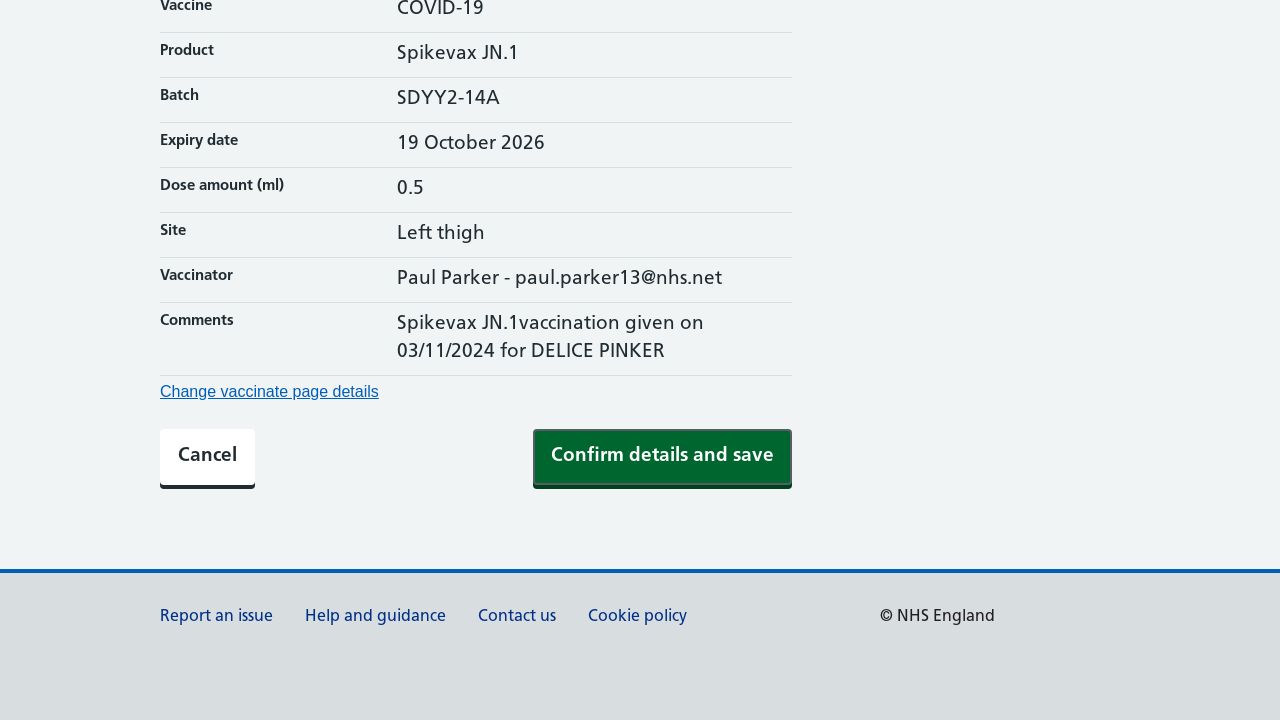 Vaccine COVID-19
Product Spikevax JN.1
Batch SDYY2-14A
Expiry date 19 October 2026
Dose amount (ml) 0.5
Site Left thigh
Vaccinator Paul Parker - paul.parker13@nhs.net
Comments Spikevax JN.1vaccination given on
03/11/2024 for DELICE PINKER
Change vaccinate page details
Cancel Confirm details and save
Report an issue Help and guidance Contact us Cookie policy © NHS England